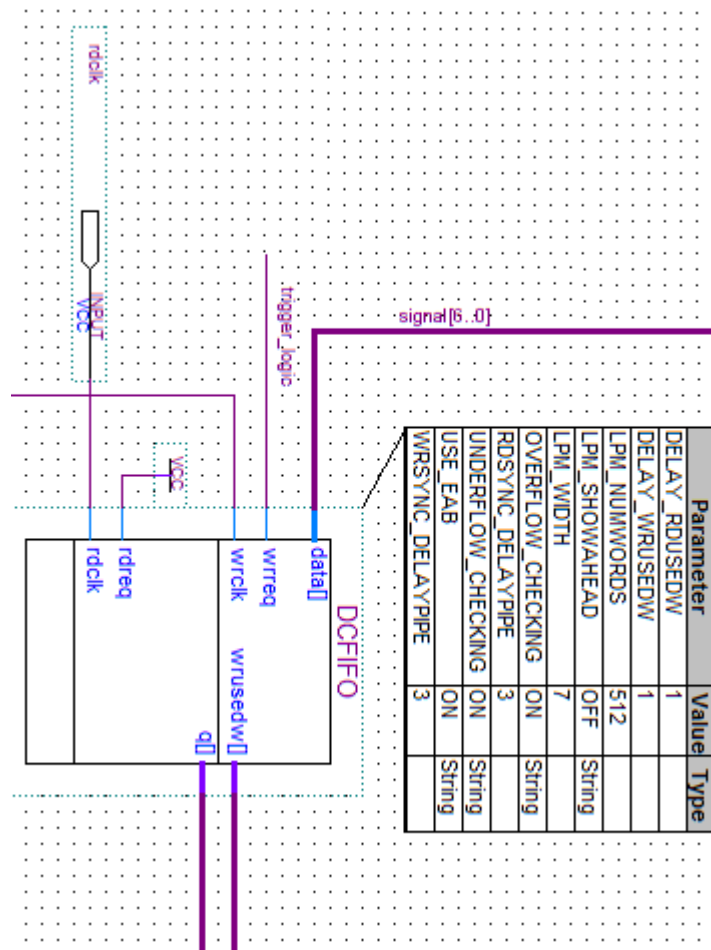 Parameter Value Type
DELAY_RDUSEDW 1
DELAY_WRUSEDW 1
LPM_NUMWORDS 512
LPM_SHOWAHEAD OFF String
LPM_WIDTH 7
OVERFLOW_CHECKING ON String
RDSYNC_DELAYPIPE 3
UNDERFLOW_CHECKING ON String
USE_EAB ON String
WRSYNC_DELAYPIPE 3
signal[6..0]
trigger_logic
rdclk
INPUT
VCC
VCC
DCFIFO
data[]
wrreq
wrclk
wrusedw[]
q[]
rdreq
rdclk